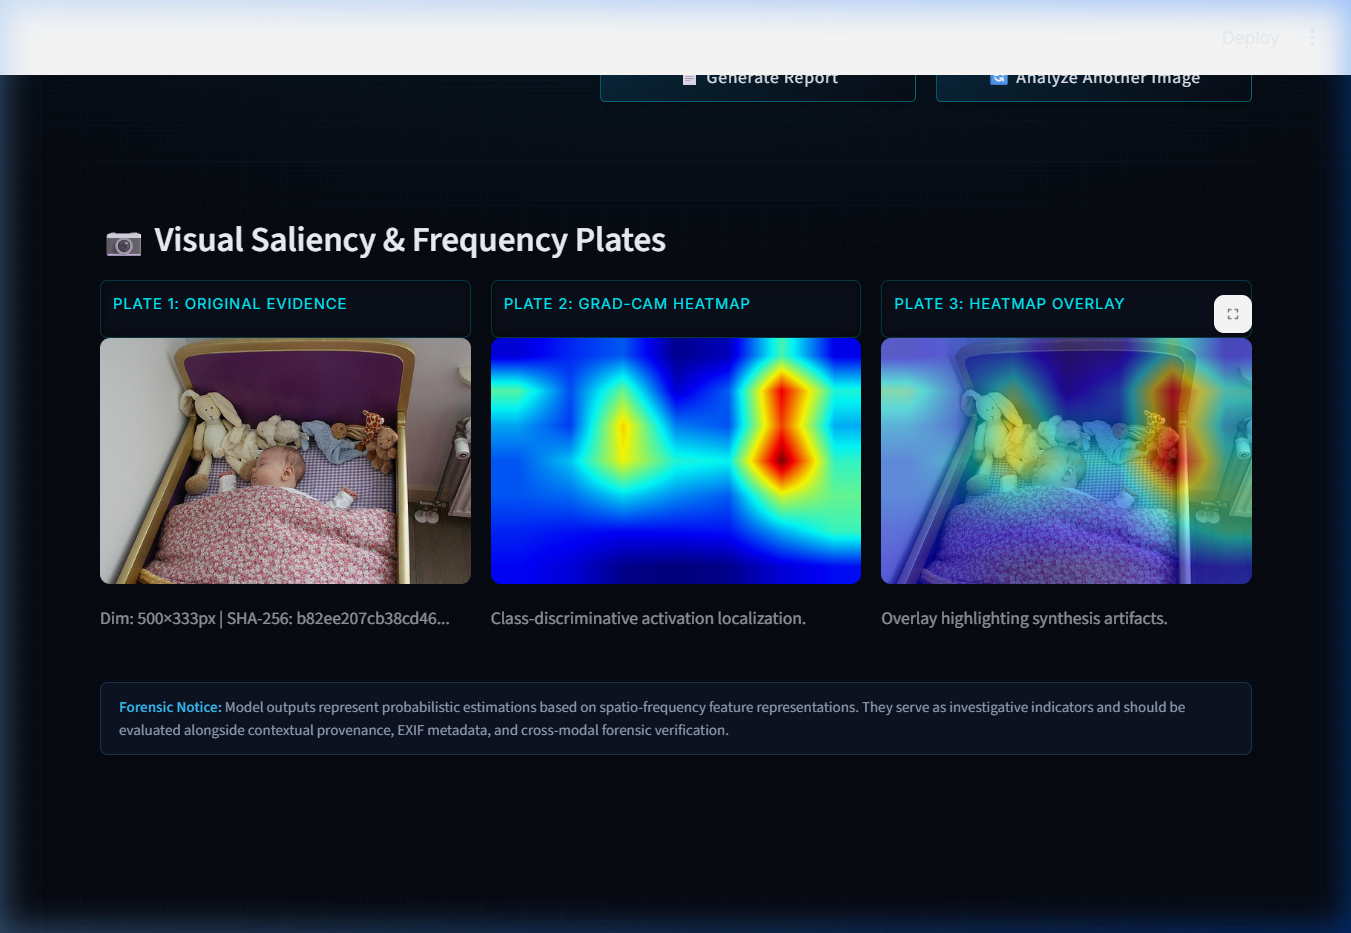 Deploy
Generate Report
Analyze Another Image
Visual Saliency & Frequency Plates
PLATE 1: ORIGINAL EVIDENCE
PLATE 2: GRAD-CAM HEATMAP
PLATE 3: HEATMAP OVERLAY
Dim: 500×333px | SHA-256: b82ee207cb38cd46...
Class-discriminative activation localization.
Overlay highlighting synthesis artifacts.
Forensic Notice: Model outputs represent probabilistic estimations based on spatio-frequency feature representations. They serve as investigative indicators and should be
evaluated alongside contextual provenance, EXIF metadata, and cross-modal forensic verification.